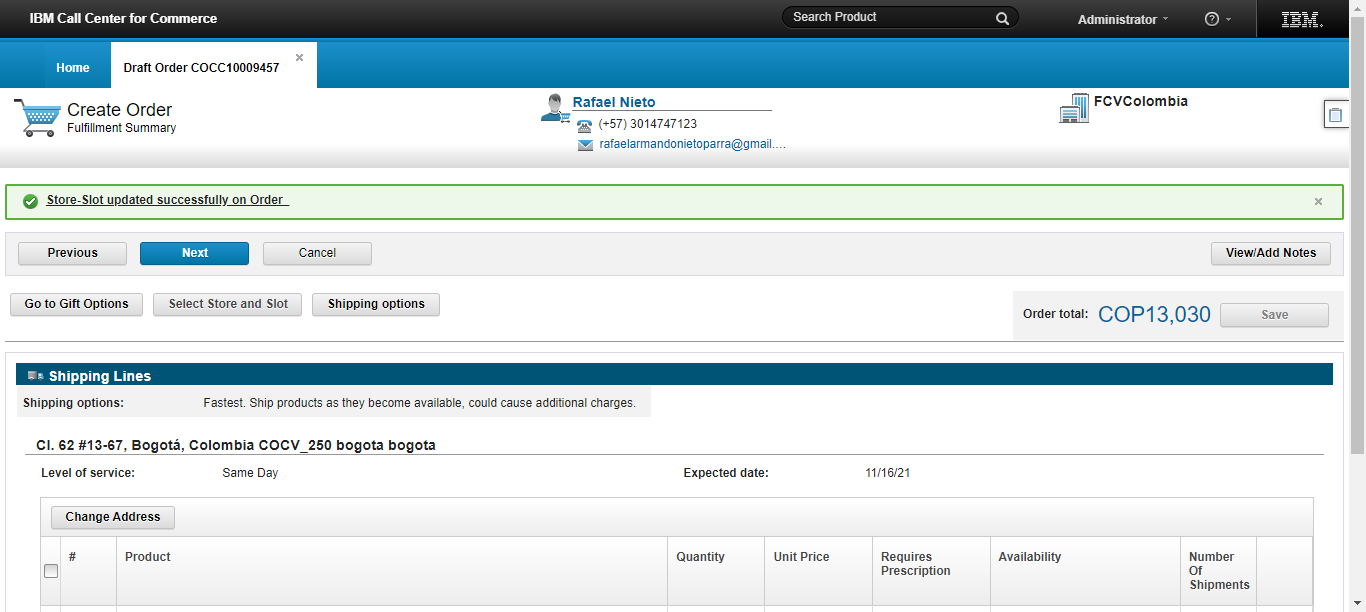 IBM Call Center for Commerce
Search Product
Administrator
IBM.
Home
Draft Order COCC10009457
Create Order
Fulfillment Summary
Rafael Nieto
(+57) 3014747123
rafaelarmandonietoparra@gmail....
FCVColombia
Store-Slot updated successfully on Order
Previous
Next
Cancel
View/Add Notes
Go to Gift Options
Select Store and Slot
Shipping options
Order total: COP13,030
Save
Shipping Lines
Shipping options: Fastest. Ship products as they become available, could cause additional charges.
Cl. 62 #13-67, Bogotá, Colombia COCV_250 bogota bogota
Level of service: Same Day
Expected date: 11/16/21
Change Address
#
Product
Quantity
Unit Price
Requires
Prescription
Availability
Number
Of
Shipments